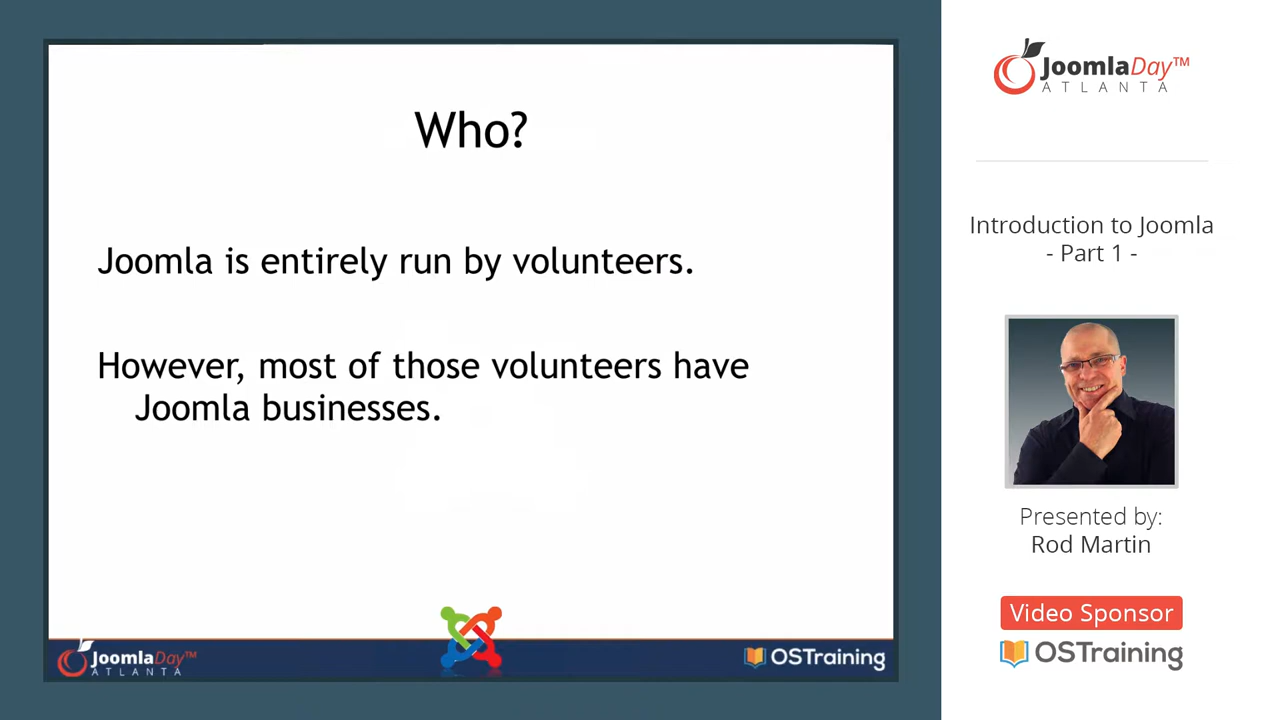 Who?
Joomla is entirely run by volunteers.
However, most of those volunteers have
Joomla businesses.
JoomlaDay™
ATLANTA
OSTraining
JoomlaDay™
ATLANTA
Introduction to Joomla
- Part 1 -
Presented by:
Rod Martin
Video Sponsor
OSTraining